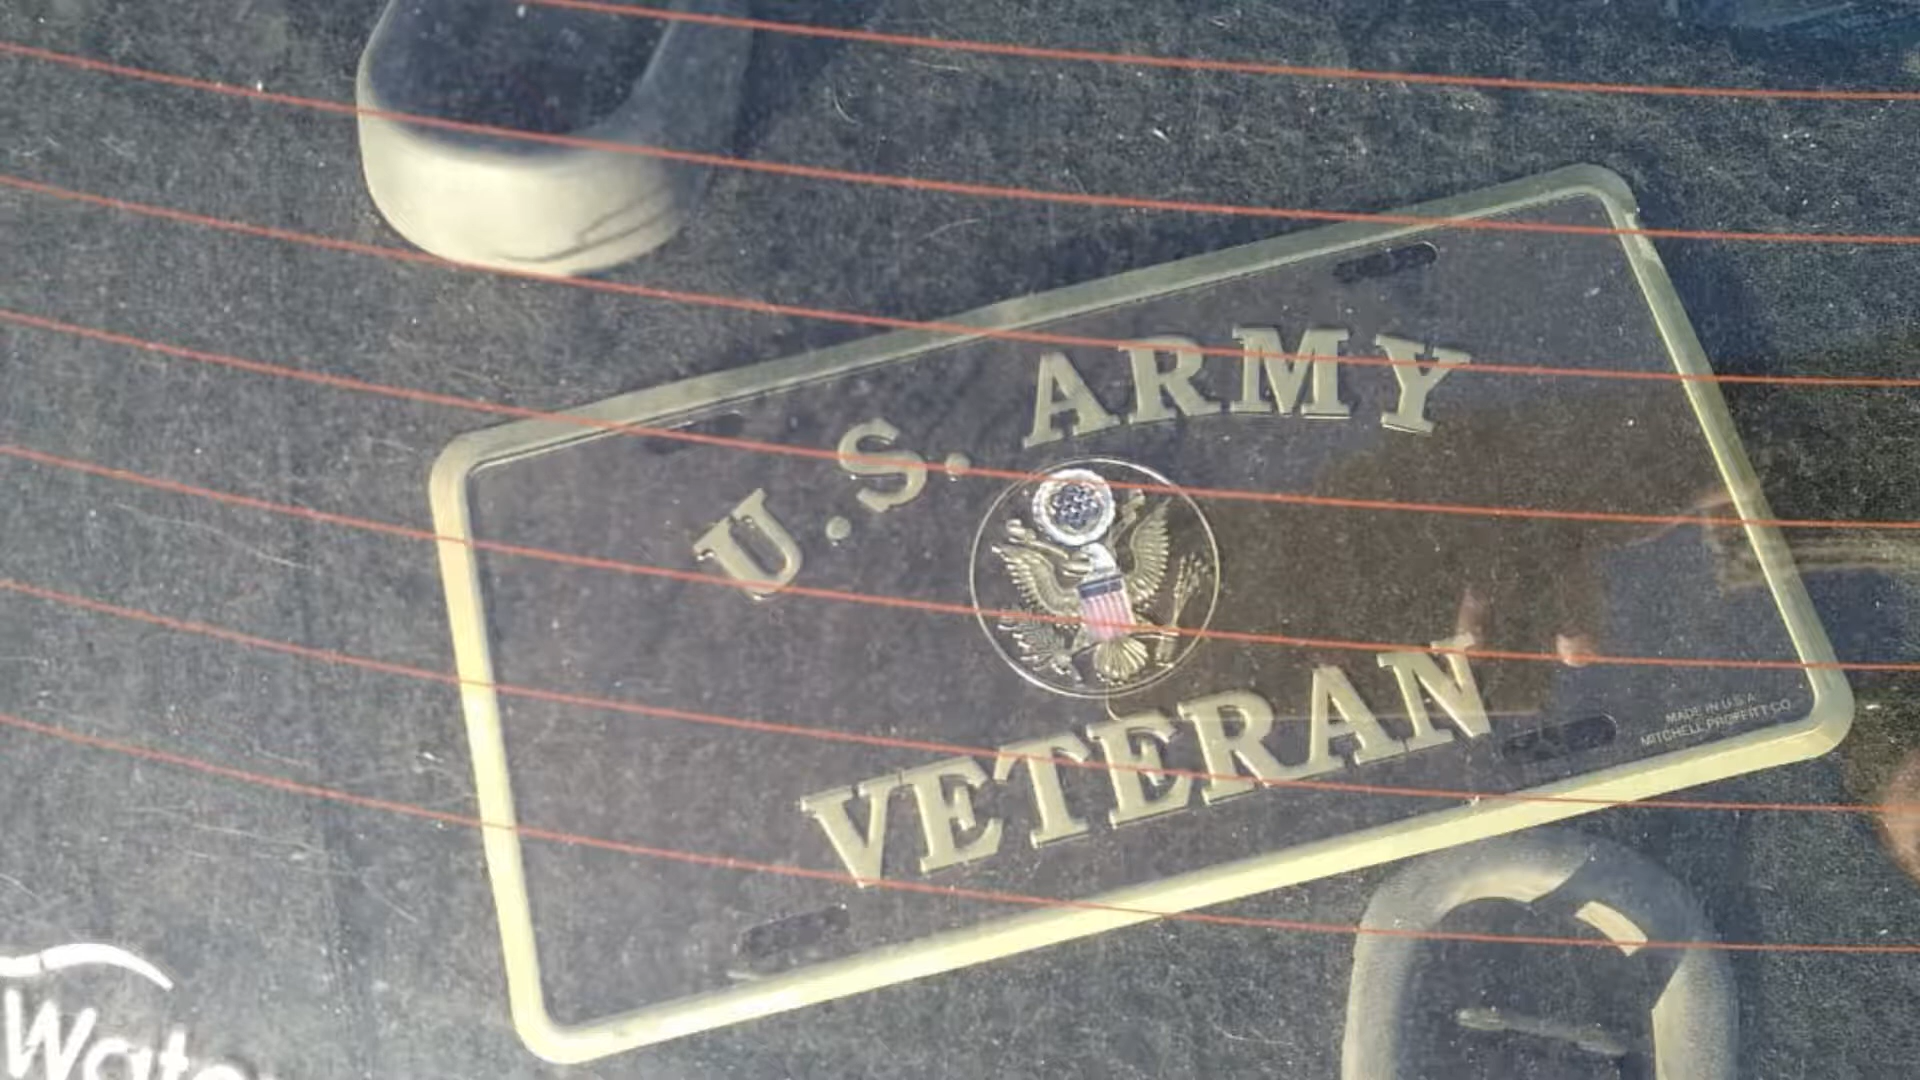 U.S. ARMY
VETERAN
MADE IN U.S.A.
MITCHELL PROFFITT CO